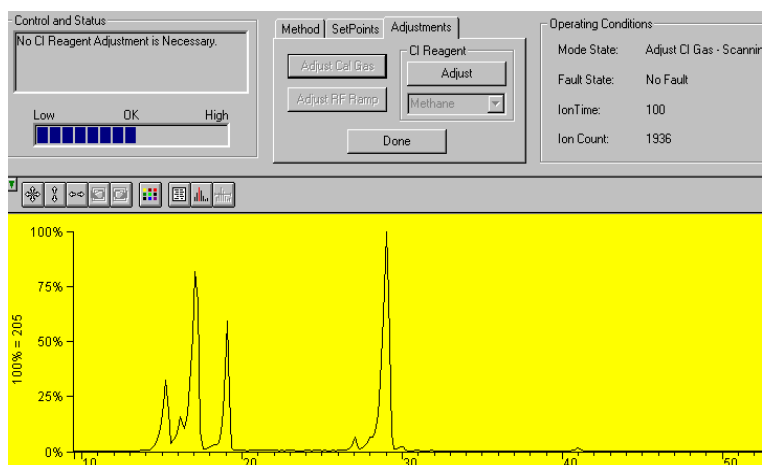 Control and Status
No CI Reagent Adjustment is Necessary.
Low OK High
Method SetPoints Adjustments
Adjust Cal Gas
Adjust RF Ramp
CI Reagent
Adjust
Methane
Done
Operating Conditions
Mode State: Adjust CI Gas - Scannin
Fault State: No Fault
IonTime: 100
Ion Count: 1936
100%
75%
50%
25%
0%
100% = 205
10 20 30 40 50